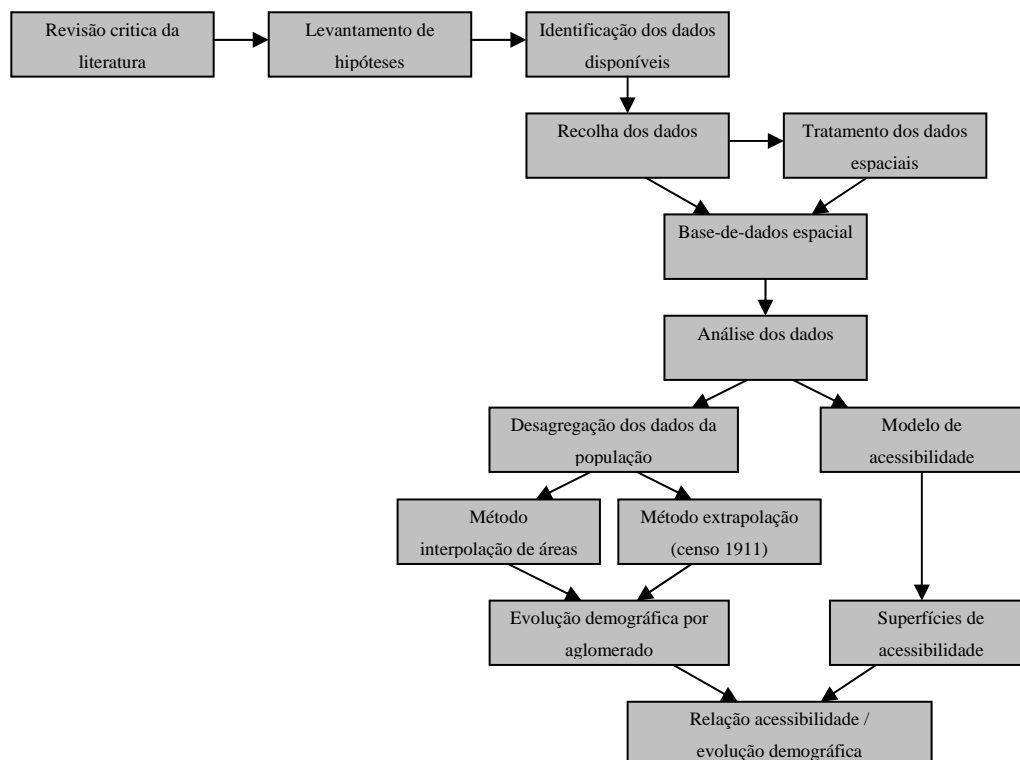 Revisão critica da
literatura
Levantamento de
hipóteses
Identificação dos dados
disponíveis
Recolha dos dados
Tratamento dos dados
espaciais
Base-de-dados espacial
Análise dos dados
Desagregação dos dados da
população
Modelo de
acessibilidade
Método
interpolação de áreas
Método extrapolação
(censo 1911)
Evolução demográfica por
aglomerado
Superfícies de
acessibilidade
Relação acessibilidade /
evolução demográfica